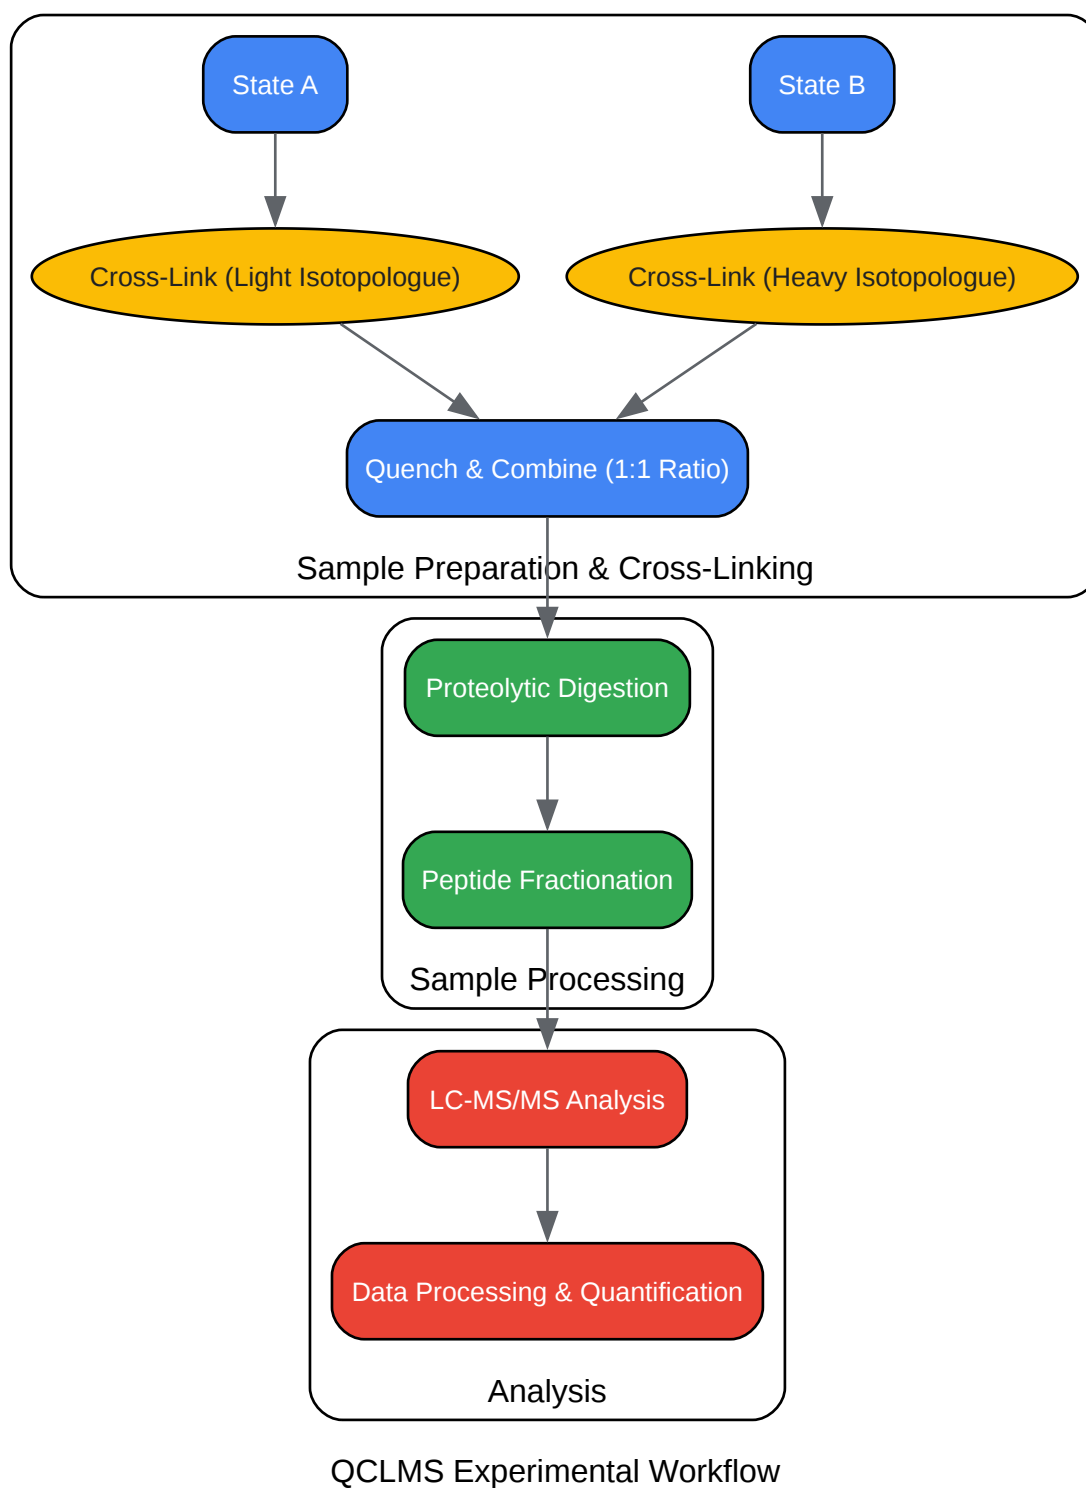 State A
State B
Cross-Link (Light Isotopologue)
Cross-Link (Heavy Isotopologue)
Quench & Combine (1:1 Ratio)
Sample Preparation & Cross-Linking
Proteolytic Digestion
Peptide Fractionation
Sample Processing
LC-MS/MS Analysis
Data Processing & Quantification
Analysis
QCLMS Experimental Workflow